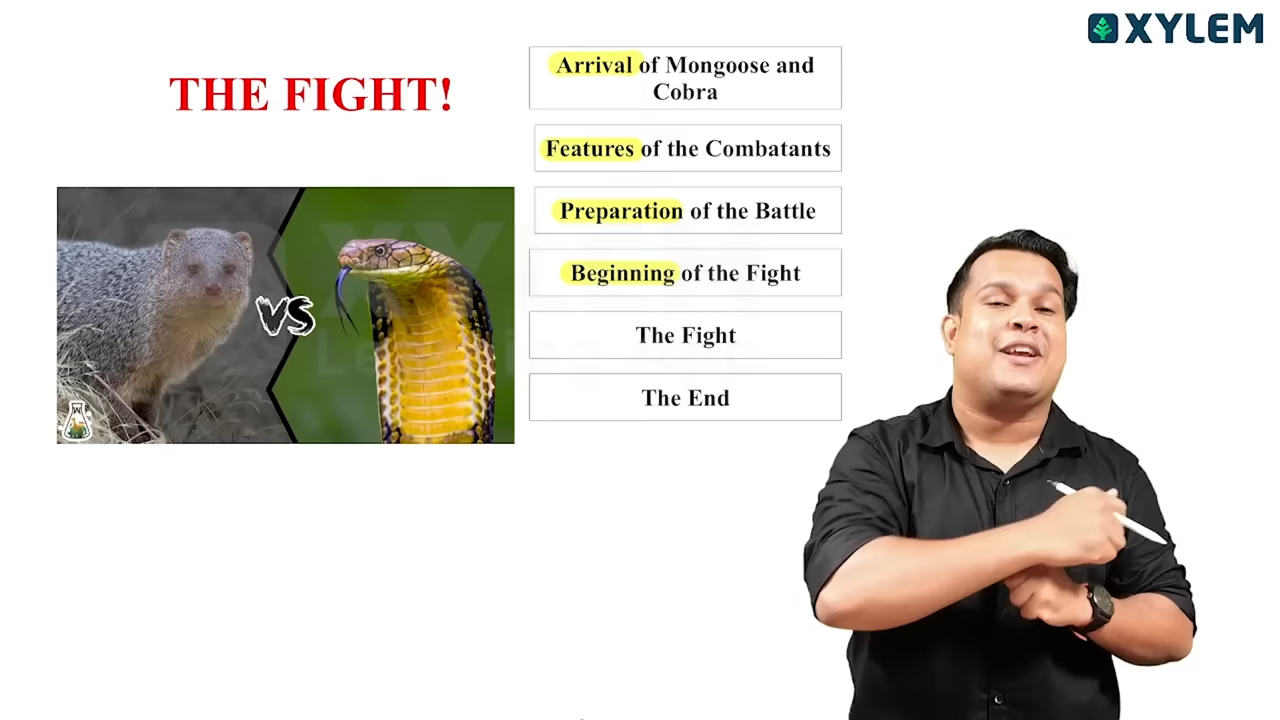 XYLEM
THE FIGHT!
Arrival of Mongoose and
Cobra
Features of the Combatants
Preparation of the Battle
Beginning of the Fight
The Fight
The End
VS